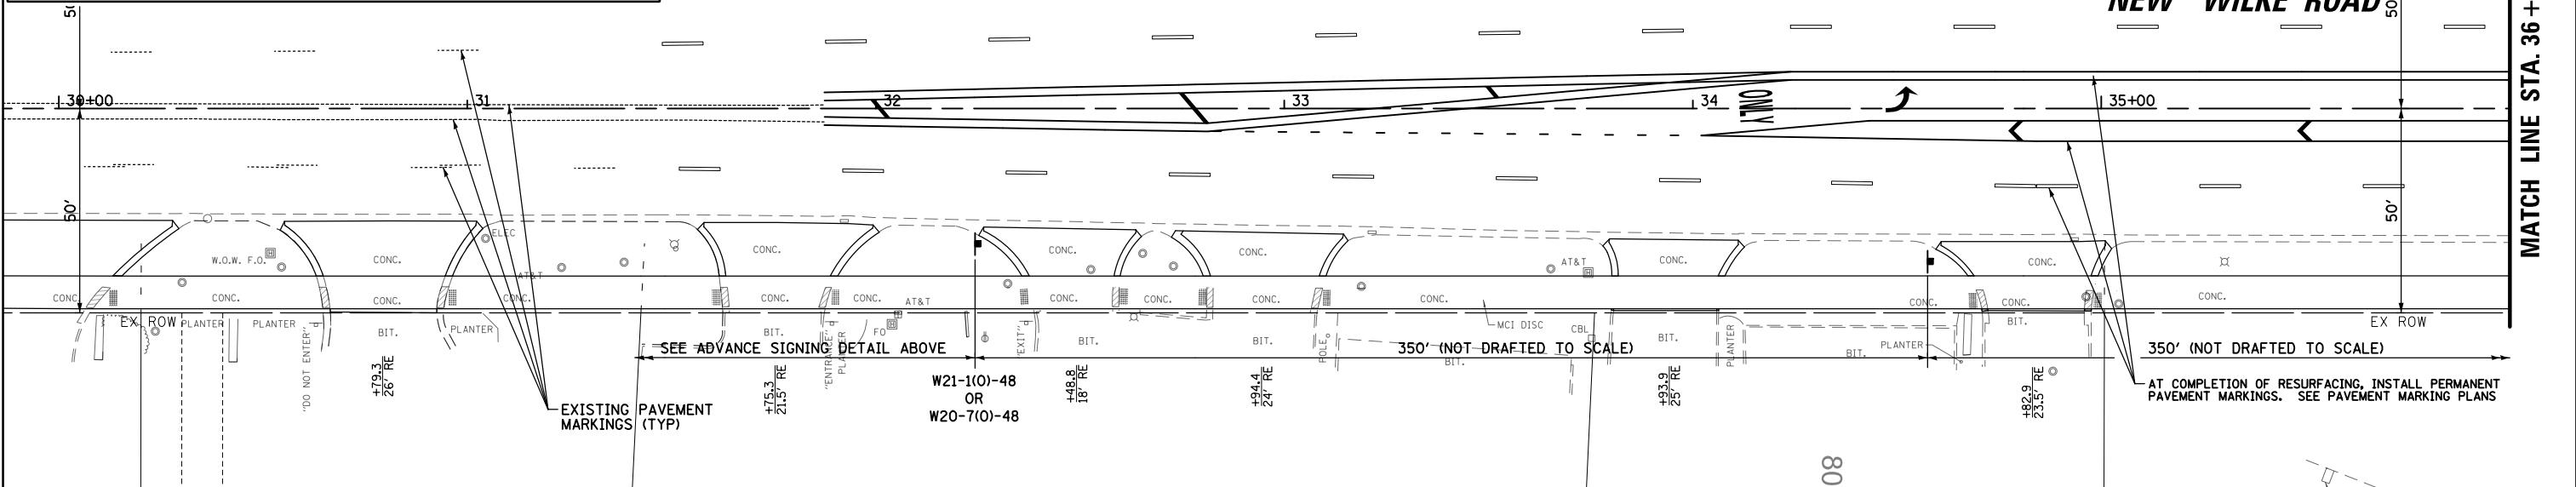 NEW WILKE ROAD
50'
50'
MATCH LINE STA. 36+
30+00
31
32
33
34
35+00
ONLY
50'
50'
ELEC
CONC.
CONC.
CONC.
CONC.
CONC.
CONC.
W.O.W. F.O.
AT&T
AT&T
CONC.
CONC.
CONC.
CONC.
CONC.
CONC.
AT&T
CONC.
CONC.
CONC.
CONC.
CONC.
CONC.
CONC.
EX ROW
PLANTER
PLANTER
BIT.
PLANTER
"DO NOT ENTER"
BIT.
"ENTRANCE"
PLANTER
FO
"EXIT"
BIT.
BIT.
POLE
MCI DISC
CBL
BIT.
BIT.
PLANTER
BIT.
PLANTER
BIT.
EX ROW
SEE ADVANCE SIGNING DETAIL ABOVE
350' (NOT DRAFTED TO SCALE)
350' (NOT DRAFTED TO SCALE)
+79.3
26' RE
+75.3
21.5' RE
W21-1(O)-48
OR
W20-7(O)-48
+48.8
18' RE
+94.4
24' RE
+93.9
25' RE
+82.9
23.5' RE
EXISTING PAVEMENT
MARKINGS (TYP)
AT COMPLETION OF RESURFACING, INSTALL PERMANENT
PAVEMENT MARKINGS. SEE PAVEMENT MARKING PLANS
80